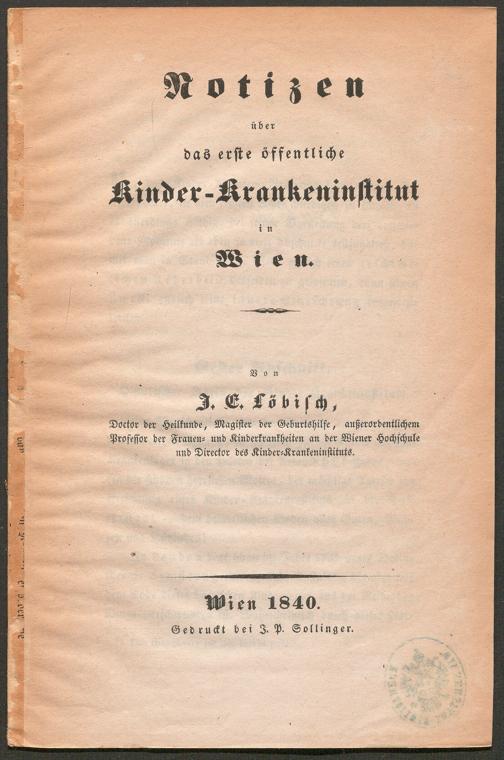 Notizen
über
das erste öffentliche
Kinder-Krankeninstitut
in
Wien.
Von
J. E. Löbisch,
Doctor der Heilkunde, Magister der Geburtshilfe, außerordentlichem
Professor der Frauen- und Kinderkrankheiten an der Wiener Hochschule
und Director des Kinder-Krankeninstituts.
Wien 1840.
Gedruckt bei J. P. Sollinger.